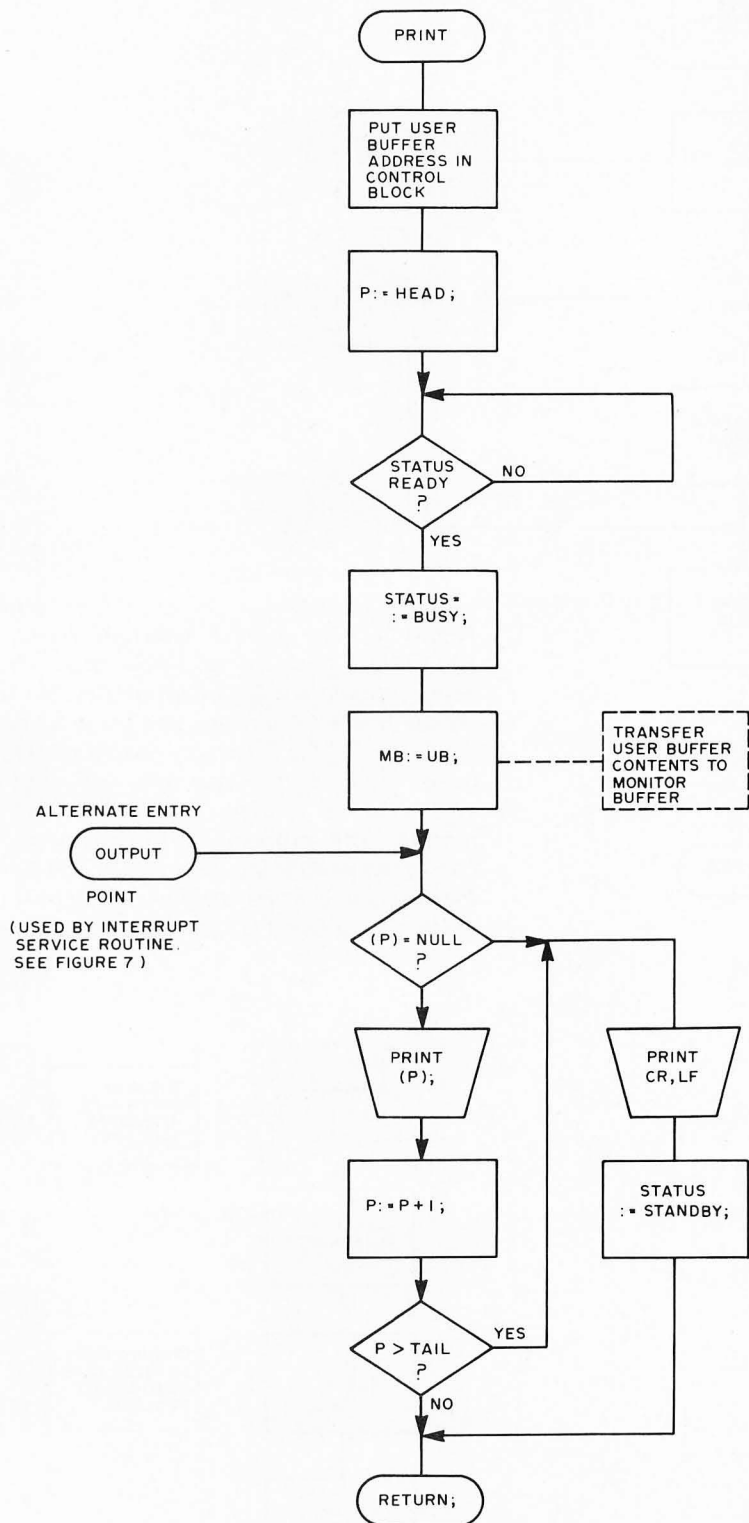 PRINT
PUT USER
BUFFER
ADDRESS IN
CONTROL
BLOCK
P:= HEAD;
STATUS
READY
?
NO
YES
STATUS=
:= BUSY;
MB:= UB;
TRANSFER
USER BUFFER
CONTENTS TO
MONITOR
BUFFER
ALTERNATE ENTRY
OUTPUT
POINT
(USED BY INTERRUPT
SERVICE ROUTINE.
SEE FIGURE 7)
(P)= NULL
?
PRINT
(P);
PRINT
CR,LF
P:= P+1;
STATUS
:= STANDBY;
P > TAIL
?
YES
NO
RETURN;